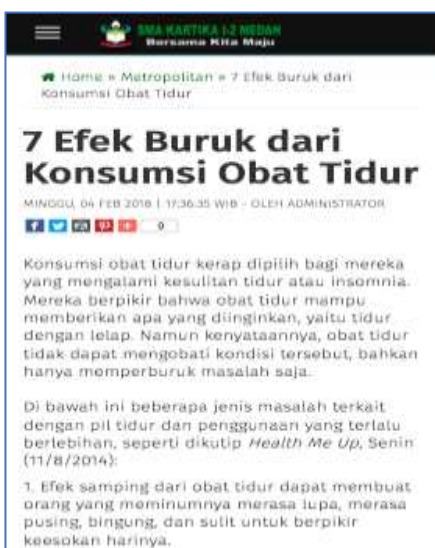 SMA KARTIKA I-2 MEDAN
Bersama Kita Maju
Home » Metropolitan » 7 Efek Buruk dari
Konsumsi Obat Tidur
7 Efek Buruk dari
Konsumsi Obat Tidur
MINGGU, 04 FEB 2018 | 17:36:35 WIB - OLEH ADMINISTRATOR
0
Konsumsi obat tidur kerap dipilih bagi mereka
yang mengalami kesulitan tidur atau insomnia.
Mereka berpikir bahwa obat tidur mampu
memberikan apa yang diinginkan, yaitu tidur
dengan lelap. Namun kenyataannya, obat tidur
tidak dapat mengobati kondisi tersebut, bahkan
hanya memperburuk masalah saja.
Di bawah ini beberapa jenis masalah terkait
dengan pil tidur dan penggunaan yang terlalu
berlebihan, seperti dikutip Health Me Up, Senin
(11/8/2014):
1. Efek samping dari obat tidur dapat membuat
orang yang meminumnya merasa lupa, merasa
pusing, bingung, dan sulit untuk berpikir
keesokan harinya.